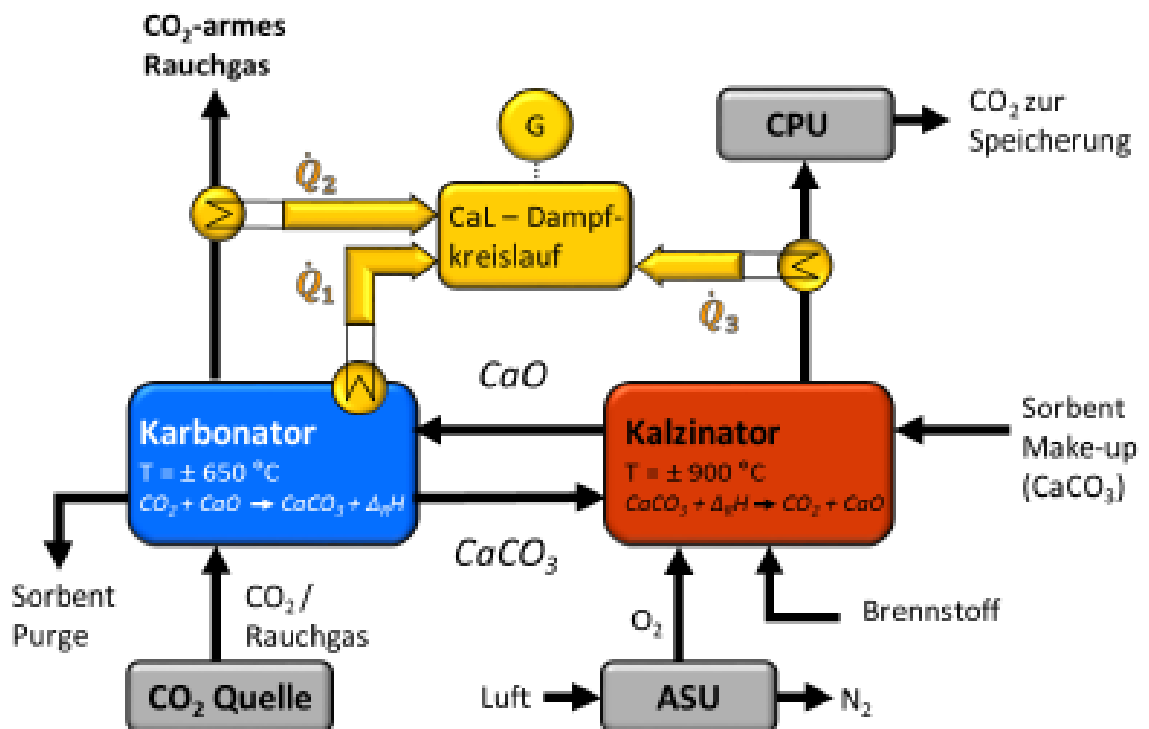 CO₂-armes
Rauchgas
G
CPU
CO₂ zur
Speicherung
Q̇₂
CaL – Dampf-
kreislauf
Q̇₁
Q̇₃
CaO
Karbonator
T = ± 650 °C
CO₂ + CaO → CaCO₃ + ΔᵣH
Kalzinator
T = ± 900 °C
CaCO₃ + ΔᵣH → CO₂ + CaO
Sorbent
Make-up
(CaCO₃)
CaCO₃
Sorbent
Purge
CO₂ /
Rauchgas
O₂
Brennstoff
CO₂ Quelle
Luft
ASU
N₂